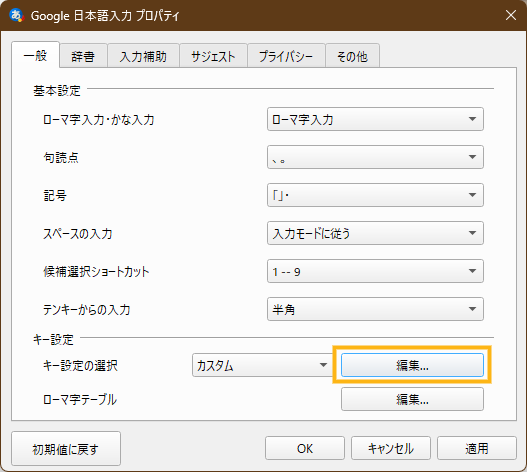 Google 日本語入力 プロパティ
一般 辞書 入力補助 サジェスト プライバシー その他
基本設定
ローマ字入力・かな入力 ローマ字入力
句読点 、。
記号 「」・
スペースの入力 入力モードに従う
候補選択ショートカット 1 -- 9
テンキーからの入力 半角
キー設定
キー設定の選択 カスタム 編集...
ローマ字テーブル 編集...
初期値に戻す OK キャンセル 適用